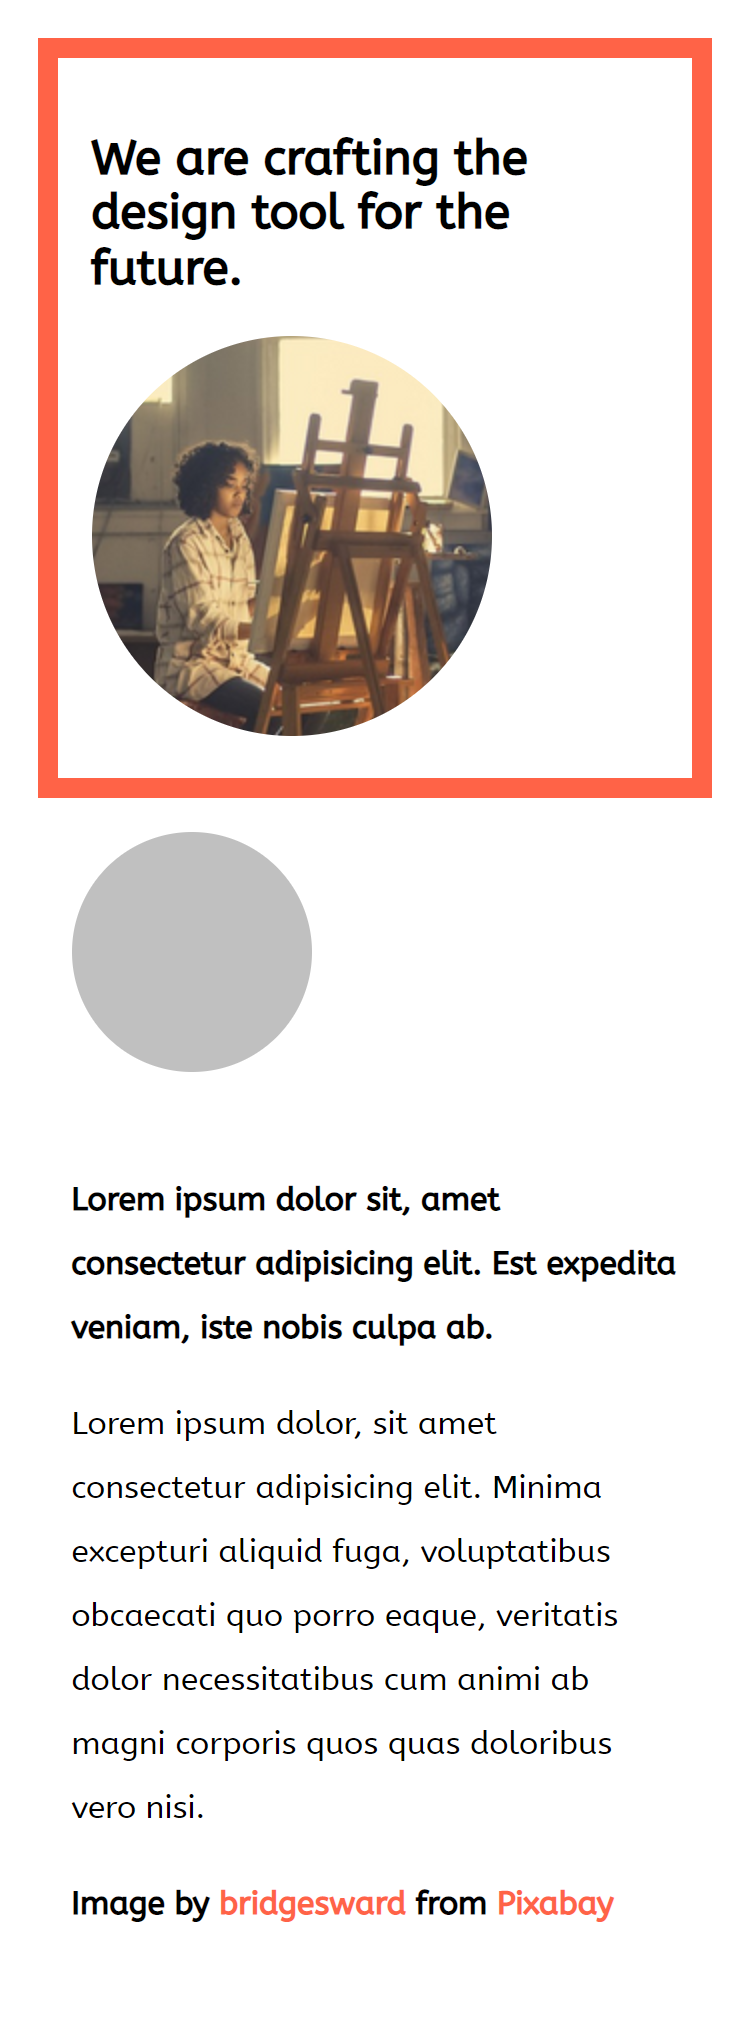 We are crafting the
design tool for the
future.
Lorem ipsum dolor sit, amet
consectetur adipisicing elit. Est expedita
veniam, iste nobis culpa ab.
Lorem ipsum dolor, sit amet
consectetur adipisicing elit. Minima
excepturi aliquid fuga, voluptatibus
obcaecati quo porro eaque, veritatis
dolor necessitatibus cum animi ab
magni corporis quos quas doloribus
vero nisi.
Image by bridgesward from Pixabay